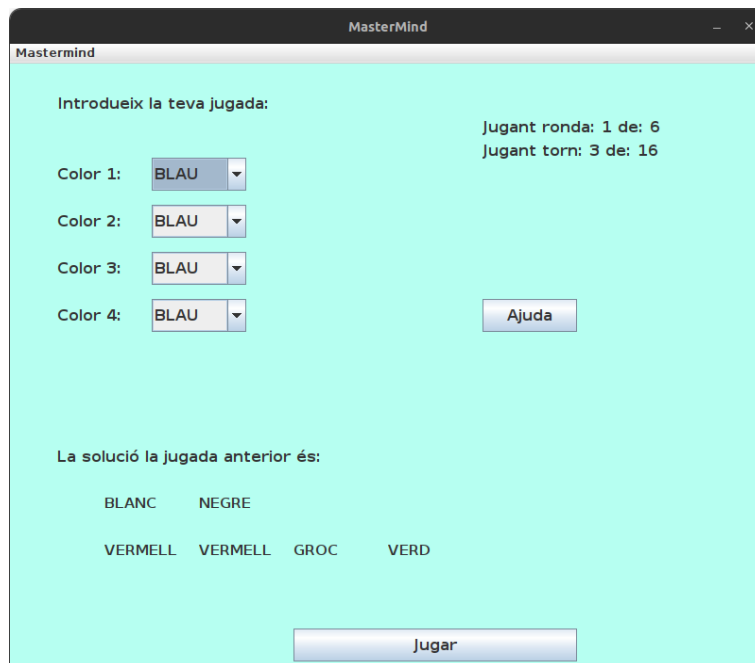 MasterMind
Mastermind
Introdueix la teva jugada:
Jugant ronda: 1 de: 6
Jugant torn: 3 de: 16
Color 1: BLAU
Color 2: BLAU
Color 3: BLAU
Color 4: BLAU
Ajuda
La solució la jugada anterior és:
BLANC NEGRE
VERMELL VERMELL GROC VERD
Jugar